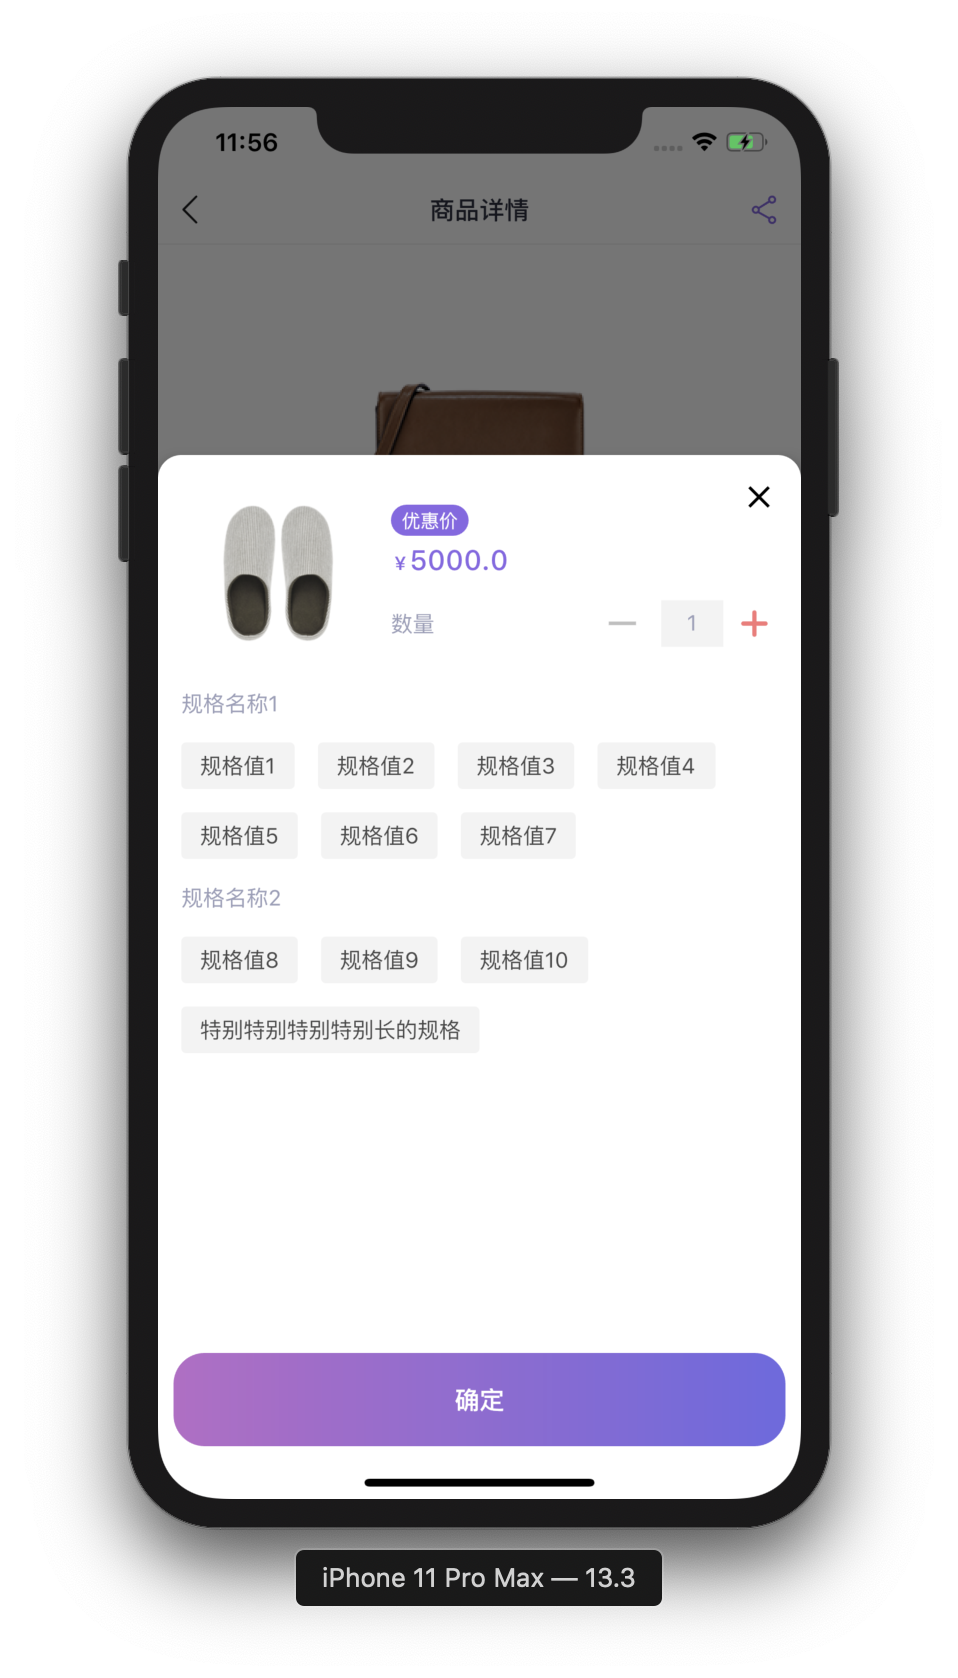 11:56
商品详情
优惠价
¥5000.0
数量 1
规格名称1
规格值1 规格值2 规格值3 规格值4
规格值5 规格值6 规格值7
规格名称2
规格值8 规格值9 规格值10
特别特别特别特别长的规格
确定
iPhone 11 Pro Max — 13.3